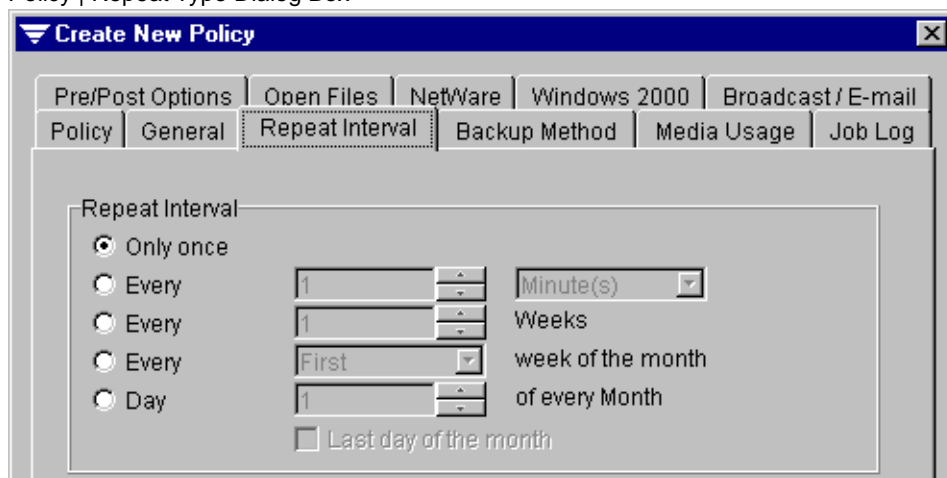 Policy | Repeat Type Dialog Box
Create New Policy
Pre/Post Options Open Files NetWare Windows 2000 Broadcast / E-mail
Policy General Repeat Interval Backup Method Media Usage Job Log
Repeat Interval
Only once
Every 1 Minute(s)
Every 1 Weeks
Every First week of the month
Day 1 of every Month
Last day of the month